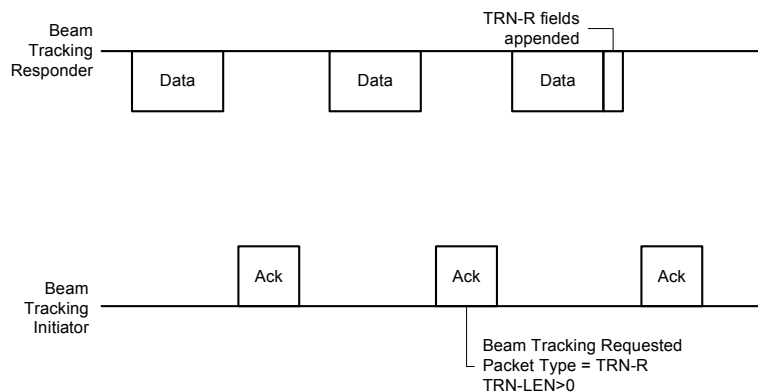 TRN-R fields
appended
Beam
Tracking
Responder
Data
Data
Data
Ack
Ack
Ack
Beam
Tracking
Initiator
Beam Tracking Requested
Packet Type = TRN-R
TRN-LEN>0